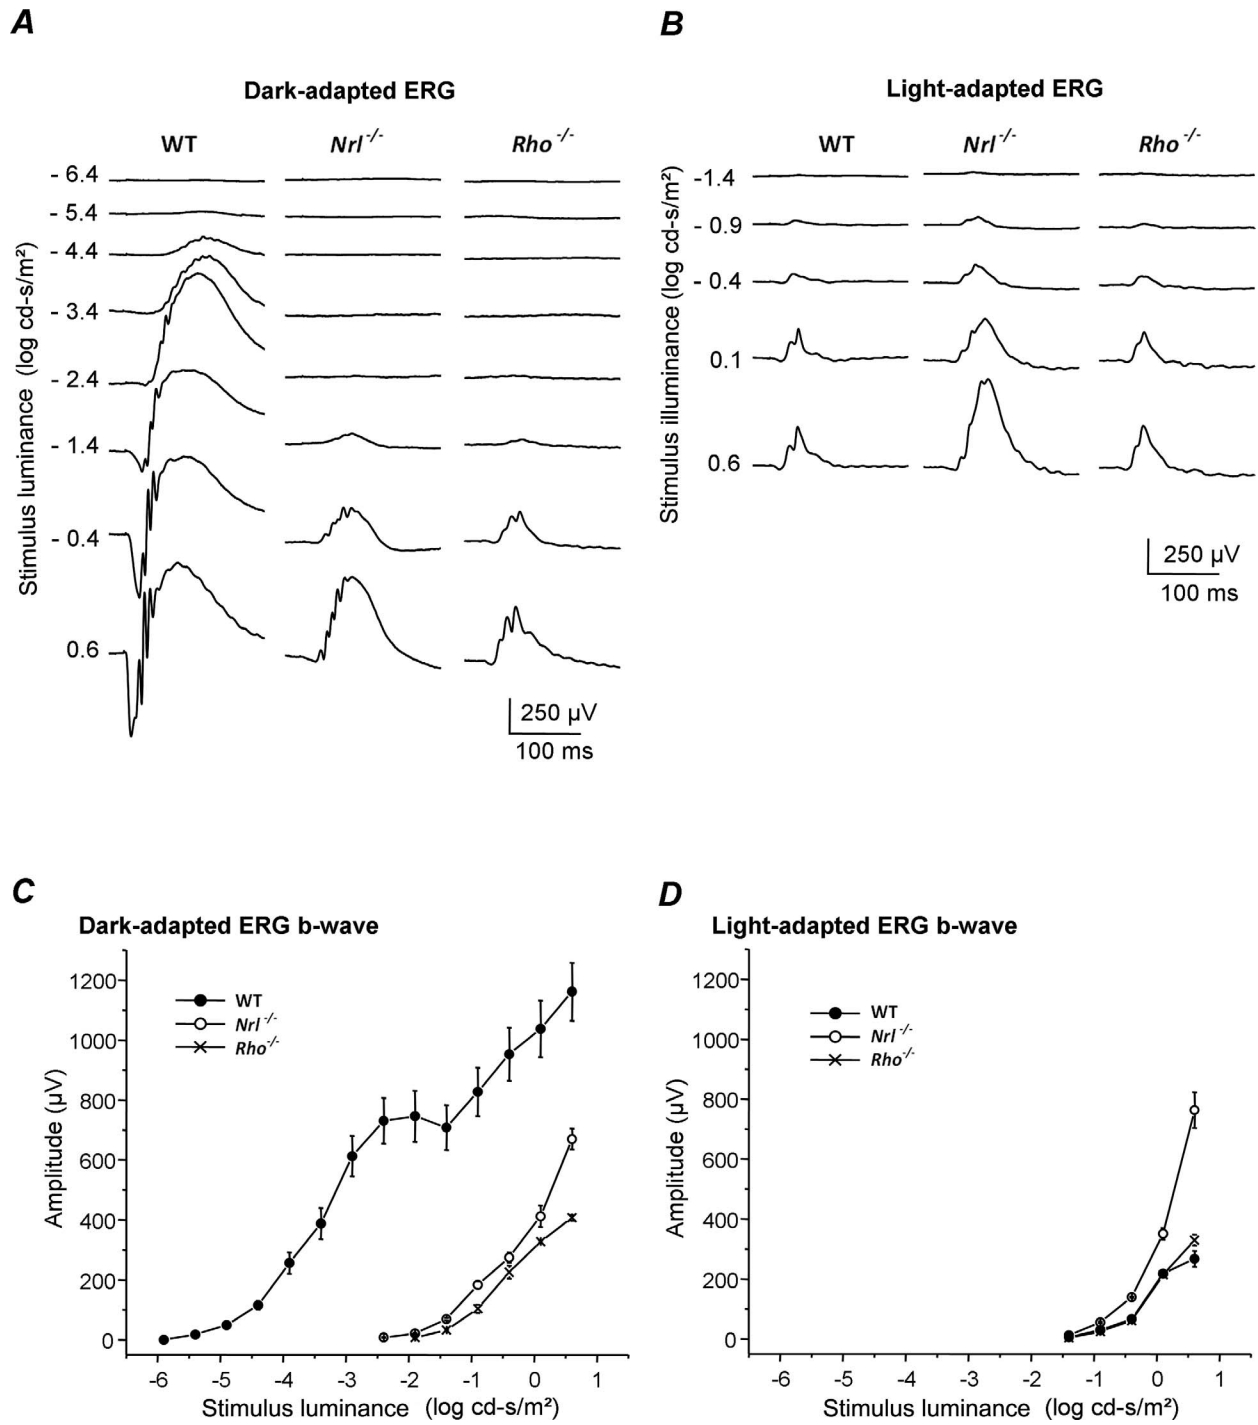 A
Dark-adapted ERG
WT Nrl -/- Rho -/-
Stimulus luminance (log cd-s/m²)
- 6.4
- 5.4
- 4.4
- 3.4
- 2.4
- 1.4
- 0.4
0.6
250 µV
100 ms
B
Light-adapted ERG
WT Nrl -/- Rho -/-
Stimulus illuminance (log cd-s/m²)
-1.4
- 0.9
- 0.4
0.1
0.6
250 µV
100 ms
C
Dark-adapted ERG b-wave
Amplitude (µV)
1200
1000
800
600
400
200
0
WT
Nrl -/-
Rho -/-
-6 -5 -4 -3 -2 -1 0 1
Stimulus luminance (log cd-s/m²)
D
Light-adapted ERG b-wave
Amplitude (µV)
1200
1000
800
600
400
200
0
WT
Nrl -/-
Rho -/-
-6 -5 -4 -3 -2 -1 0 1
Stimulus luminance (log cd-s/m²)